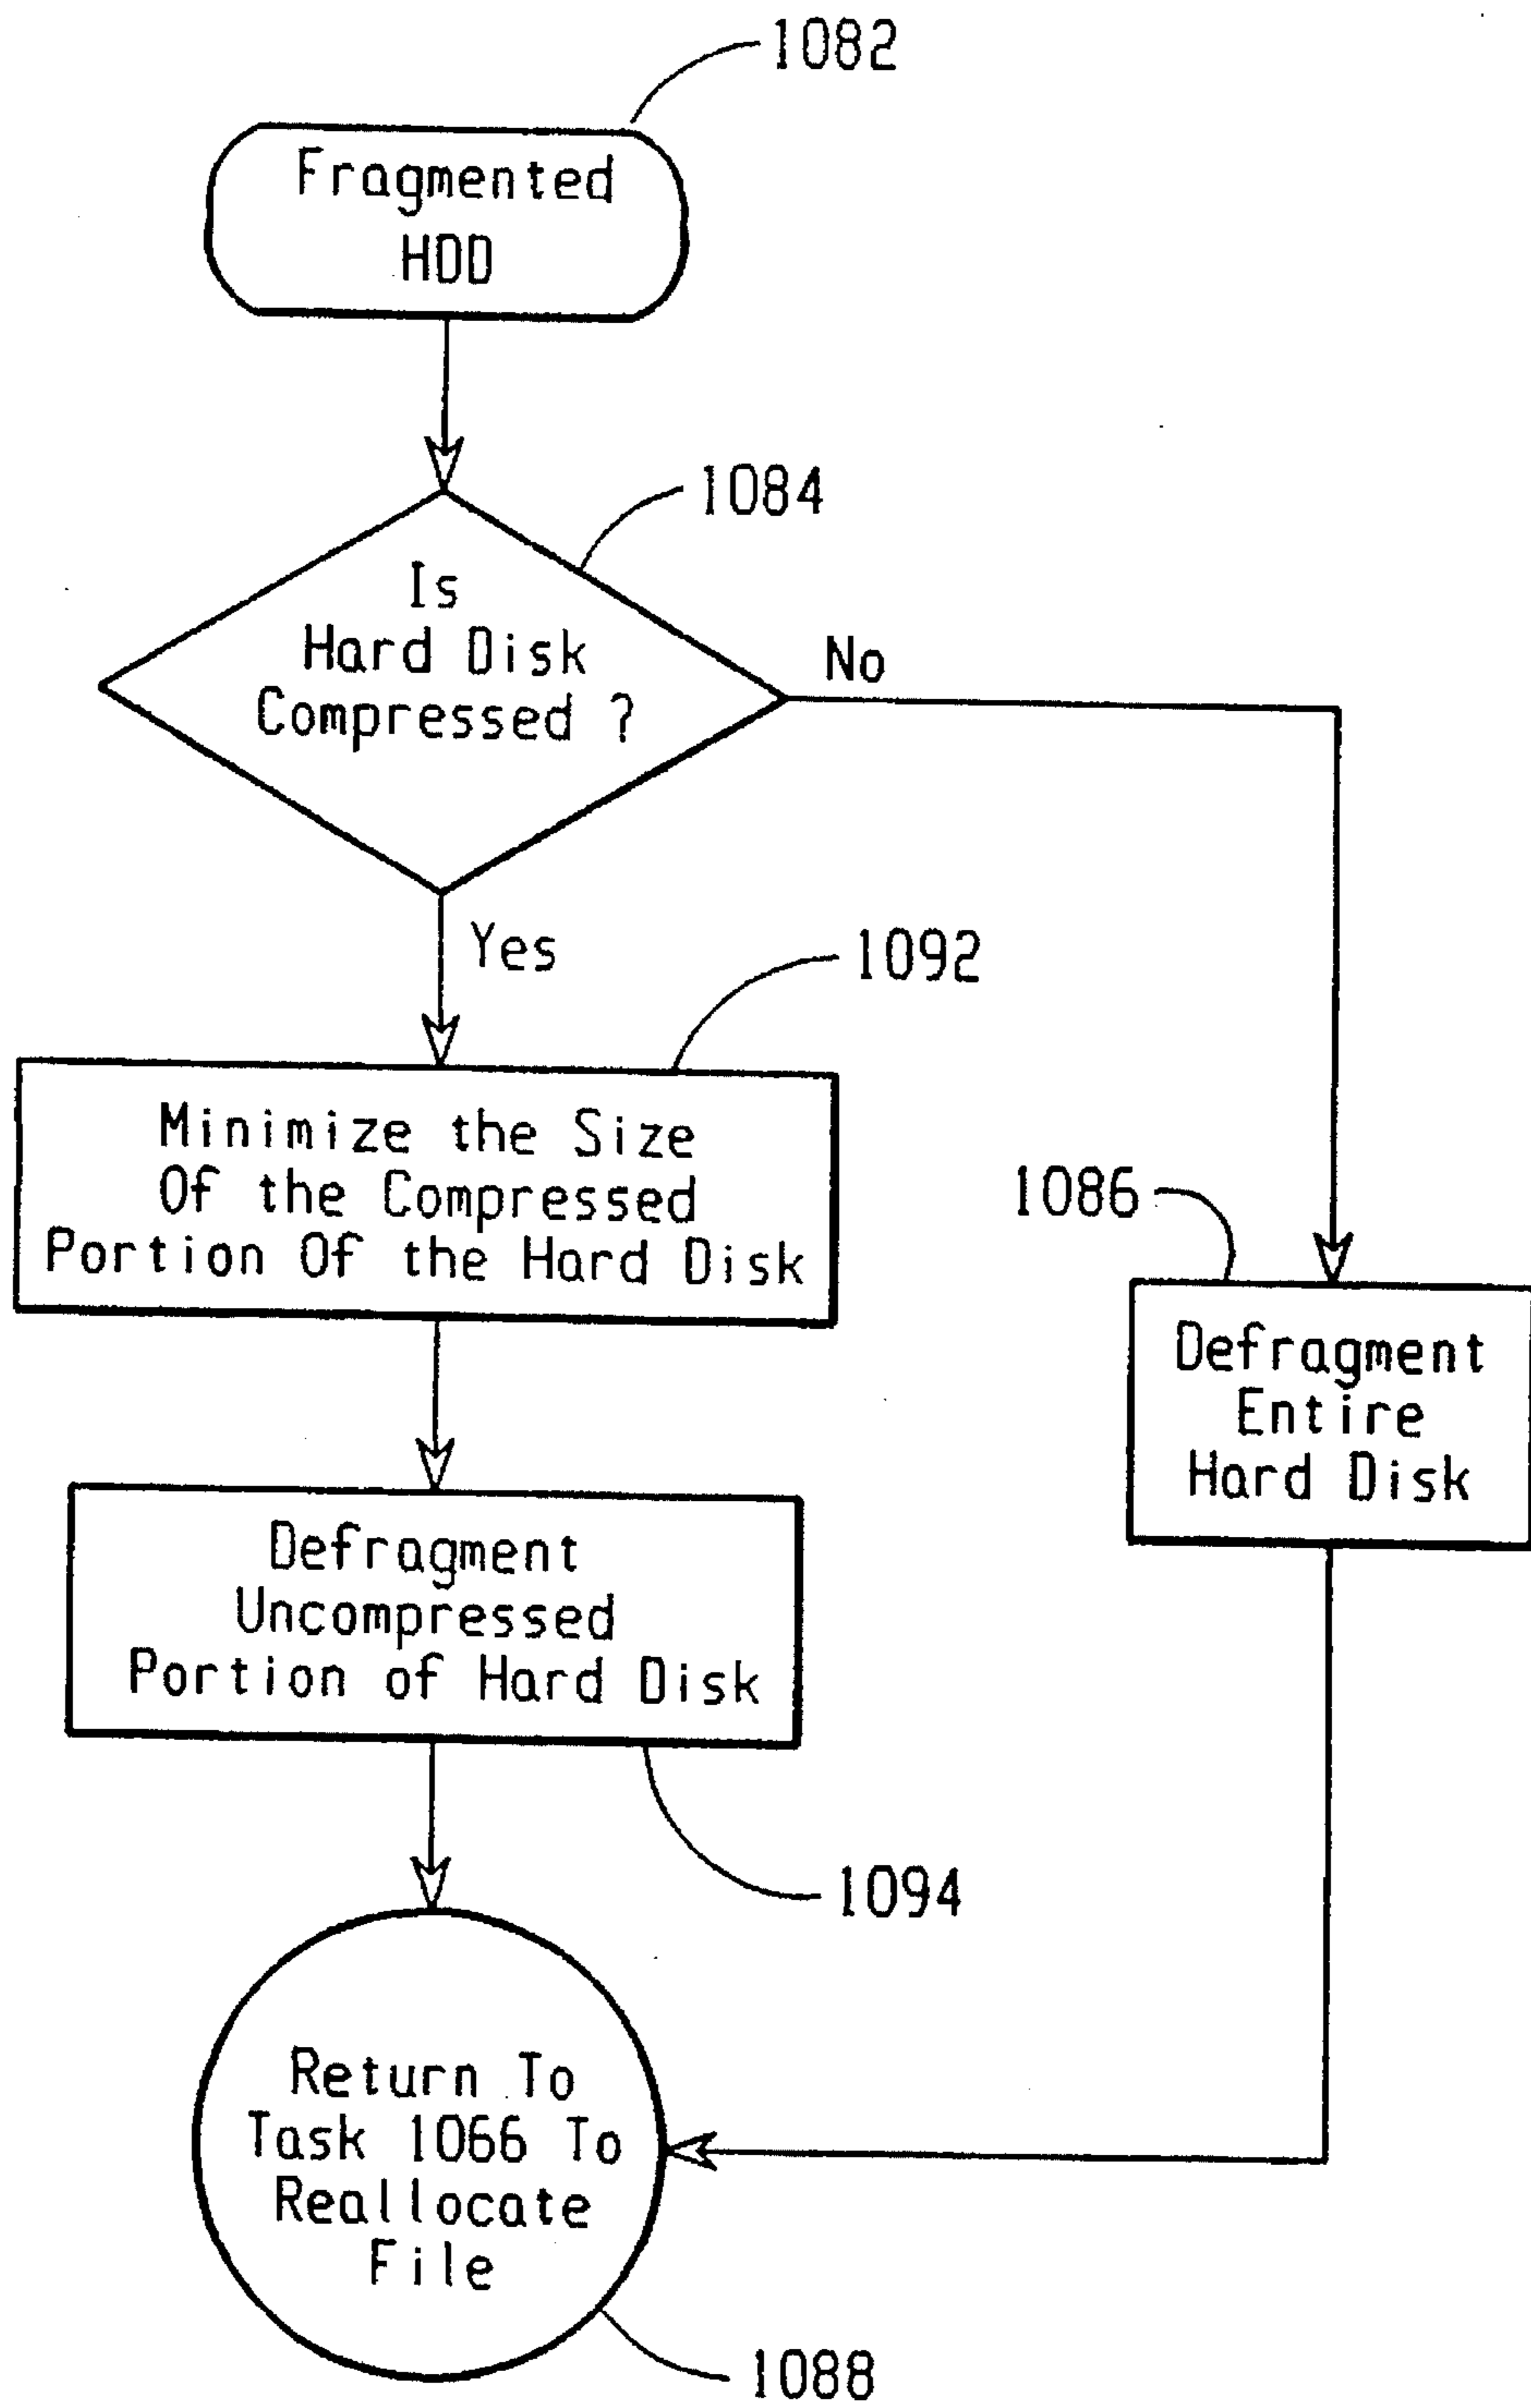 1082
Fragmented
HDD
1084
Is
Hard Disk
Compressed ?
No
Yes
1092
Minimize the Size
Of the Compressed
Portion Of the Hard Disk
1086
Defragment
Entire
Hard Disk
Defragment
Uncompressed
Portion of Hard Disk
1094
Return To
Task 1066 To
Reallocate
File
1088